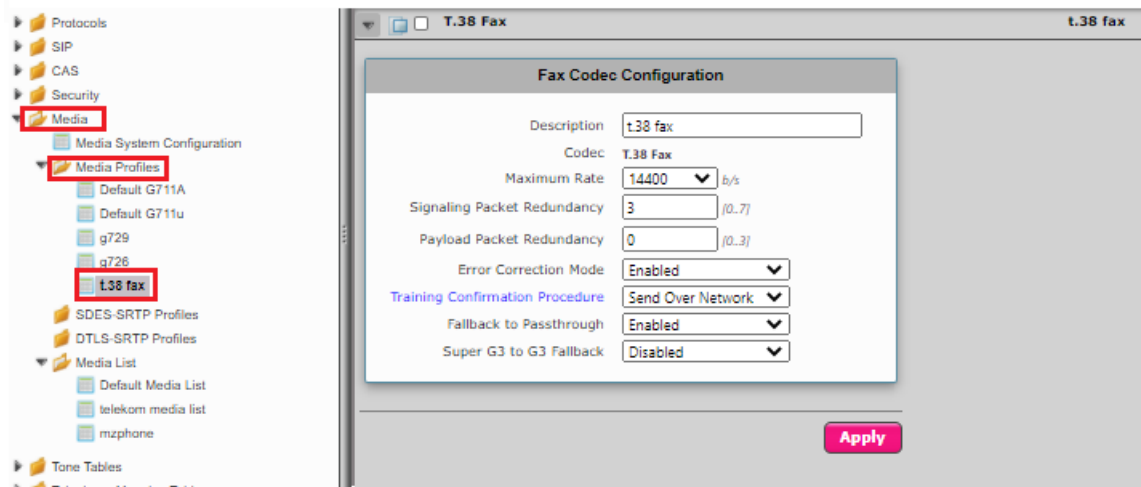 Protocols
SIP
CAS
Security
Media
Media System Configuration
Media Profiles
Default G711A
Default G711u
g729
g726
t.38 fax
SDES-SRTP Profiles
DTLS-SRTP Profiles
Media List
Default Media List
telekom media list
mzphone
Tone Tables
T.38 Fax t.38 fax
Fax Codec Configuration
Description t.38 fax
Codec T.38 Fax
Maximum Rate 14400 b/s
Signaling Packet Redundancy 3 [0..7]
Payload Packet Redundancy 0 [0..3]
Error Correction Mode Enabled
Training Confirmation Procedure Send Over Network
Fallback to Passthrough Enabled
Super G3 to G3 Fallback Disabled
Apply